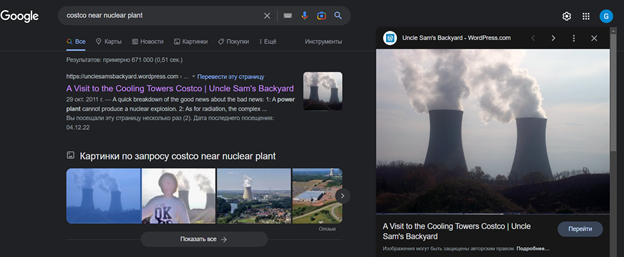 Google
costco near nuclear plant
Все
Карты
Новости
Картинки
Покупки
Ещё
Инструменты
G
Результатов: примерно 671 000 (0,51 сек.)
https://unclesamsbackyard.wordpress.com › ... Перевести эту страницу
A Visit to the Cooling Towers Costco | Uncle Sam's Backyard
29 окт. 2011 г. — A quick breakdown of the good news about the bad news: 1: A power
plant cannot produce a nuclear explosion. 2: As for radiation, the complex ...
Вы посещали эту страницу несколько раз (2). Дата последнего посещения:
04.12.22
Картинки по запросу costco near nuclear plant
Отзыв
Показать все
Uncle Sam's Backyard - WordPress.com
A Visit to the Cooling Towers Costco | Uncle
Sam's Backyard
Перейти
Изображения могут быть защищены авторским правом. Подробнее...